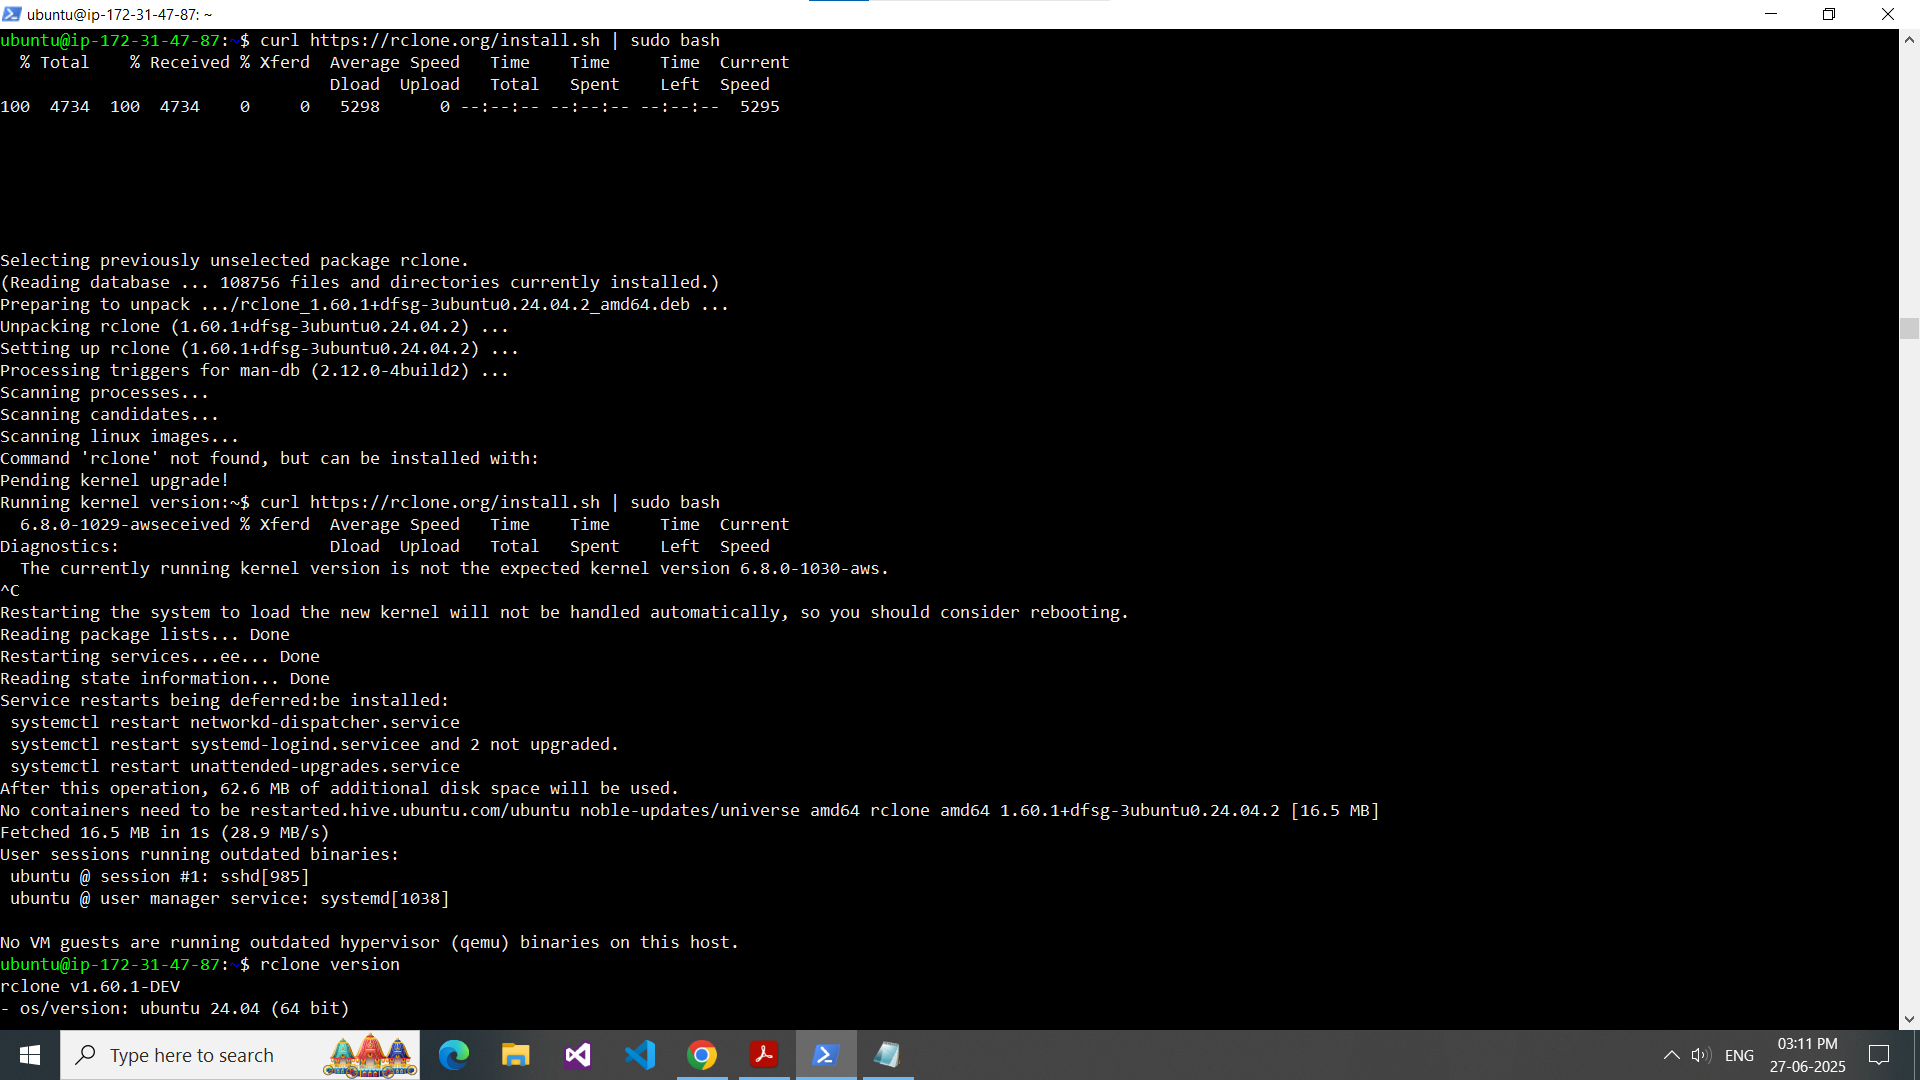 ubuntu@ip-172-31-47-87: ~
ubuntu@ip-172-31-47-87:~$ curl https://rclone.org/install.sh | sudo bash
  % Total    % Received % Xferd  Average Speed   Time    Time     Time  Current
                                 Dload  Upload   Total   Spent    Left  Speed
100  4734  100  4734    0     0   5298      0 --:--:-- --:--:-- --:--:--  5295
Selecting previously unselected package rclone.
(Reading database ... 108756 files and directories currently installed.)
Preparing to unpack .../rclone_1.60.1+dfsg-3ubuntu0.24.04.2_amd64.deb ...
Unpacking rclone (1.60.1+dfsg-3ubuntu0.24.04.2) ...
Setting up rclone (1.60.1+dfsg-3ubuntu0.24.04.2) ...
Processing triggers for man-db (2.12.0-4build2) ...
Scanning processes...
Scanning candidates...
Scanning linux images...
Command 'rclone' not found, but can be installed with:
Pending kernel upgrade!
Running kernel version:~$ curl https://rclone.org/install.sh | sudo bash
  6.8.0-1029-awseceived % Xferd  Average Speed   Time    Time     Time  Current
Diagnostics:                     Dload  Upload   Total   Spent    Left  Speed
  The currently running kernel version is not the expected kernel version 6.8.0-1030-aws.
^C
Restarting the system to load the new kernel will not be handled automatically, so you should consider rebooting.
Reading package lists... Done
Restarting services...ee... Done
Reading state information... Done
Service restarts being deferred:be installed:
 systemctl restart networkd-dispatcher.service
 systemctl restart systemd-logind.servicee and 2 not upgraded.
 systemctl restart unattended-upgrades.service
After this operation, 62.6 MB of additional disk space will be used.
No containers need to be restarted.hive.ubuntu.com/ubuntu noble-updates/universe amd64 rclone amd64 1.60.1+dfsg-3ubuntu0.24.04.2 [16.5 MB]
Fetched 16.5 MB in 1s (28.9 MB/s)
User sessions running outdated binaries:
 ubuntu @ session #1: sshd[985]
 ubuntu @ user manager service: systemd[1038]
No VM guests are running outdated hypervisor (qemu) binaries on this host.
ubuntu@ip-172-31-47-87:~$ rclone version
rclone v1.60.1-DEV
- os/version: ubuntu 24.04 (64 bit)
Type here to search
ENG
03:11 PM
27-06-2025